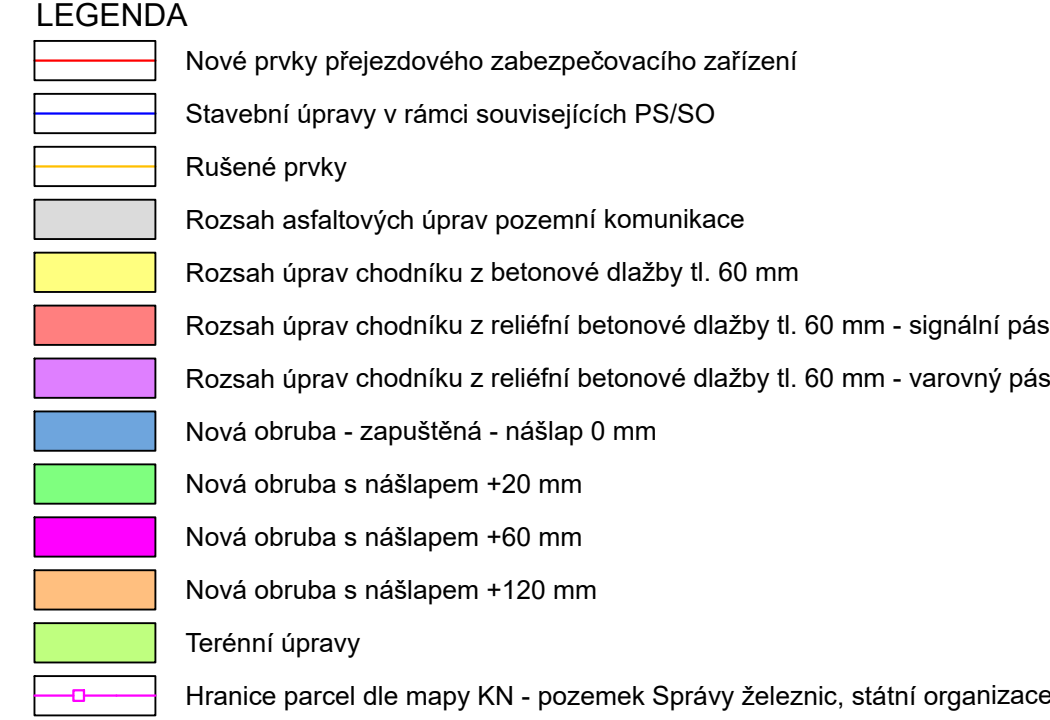 LEGENDA
Nové prvky přejezdového zabezpečovacího zařízení
Stavební úpravy v rámci souvisejících PS/SO
Rušené prvky
Rozsah asfaltových úprav pozemní komunikace
Rozsah úprav chodníku z betonové dlažby tl. 60 mm
Rozsah úprav chodníku z reliéfní betonové dlažby tl. 60 mm - signální pás
Rozsah úprav chodníku z reliéfní betonové dlažby tl. 60 mm - varovný pás
Nová obruba - zapuštěná - nášlap 0 mm
Nová obruba s nášlapem +20 mm
Nová obruba s nášlapem +60 mm
Nová obruba s nášlapem +120 mm
Terénní úpravy
Hranice parcel dle mapy KN - pozemek Správy železnic, státní organizace